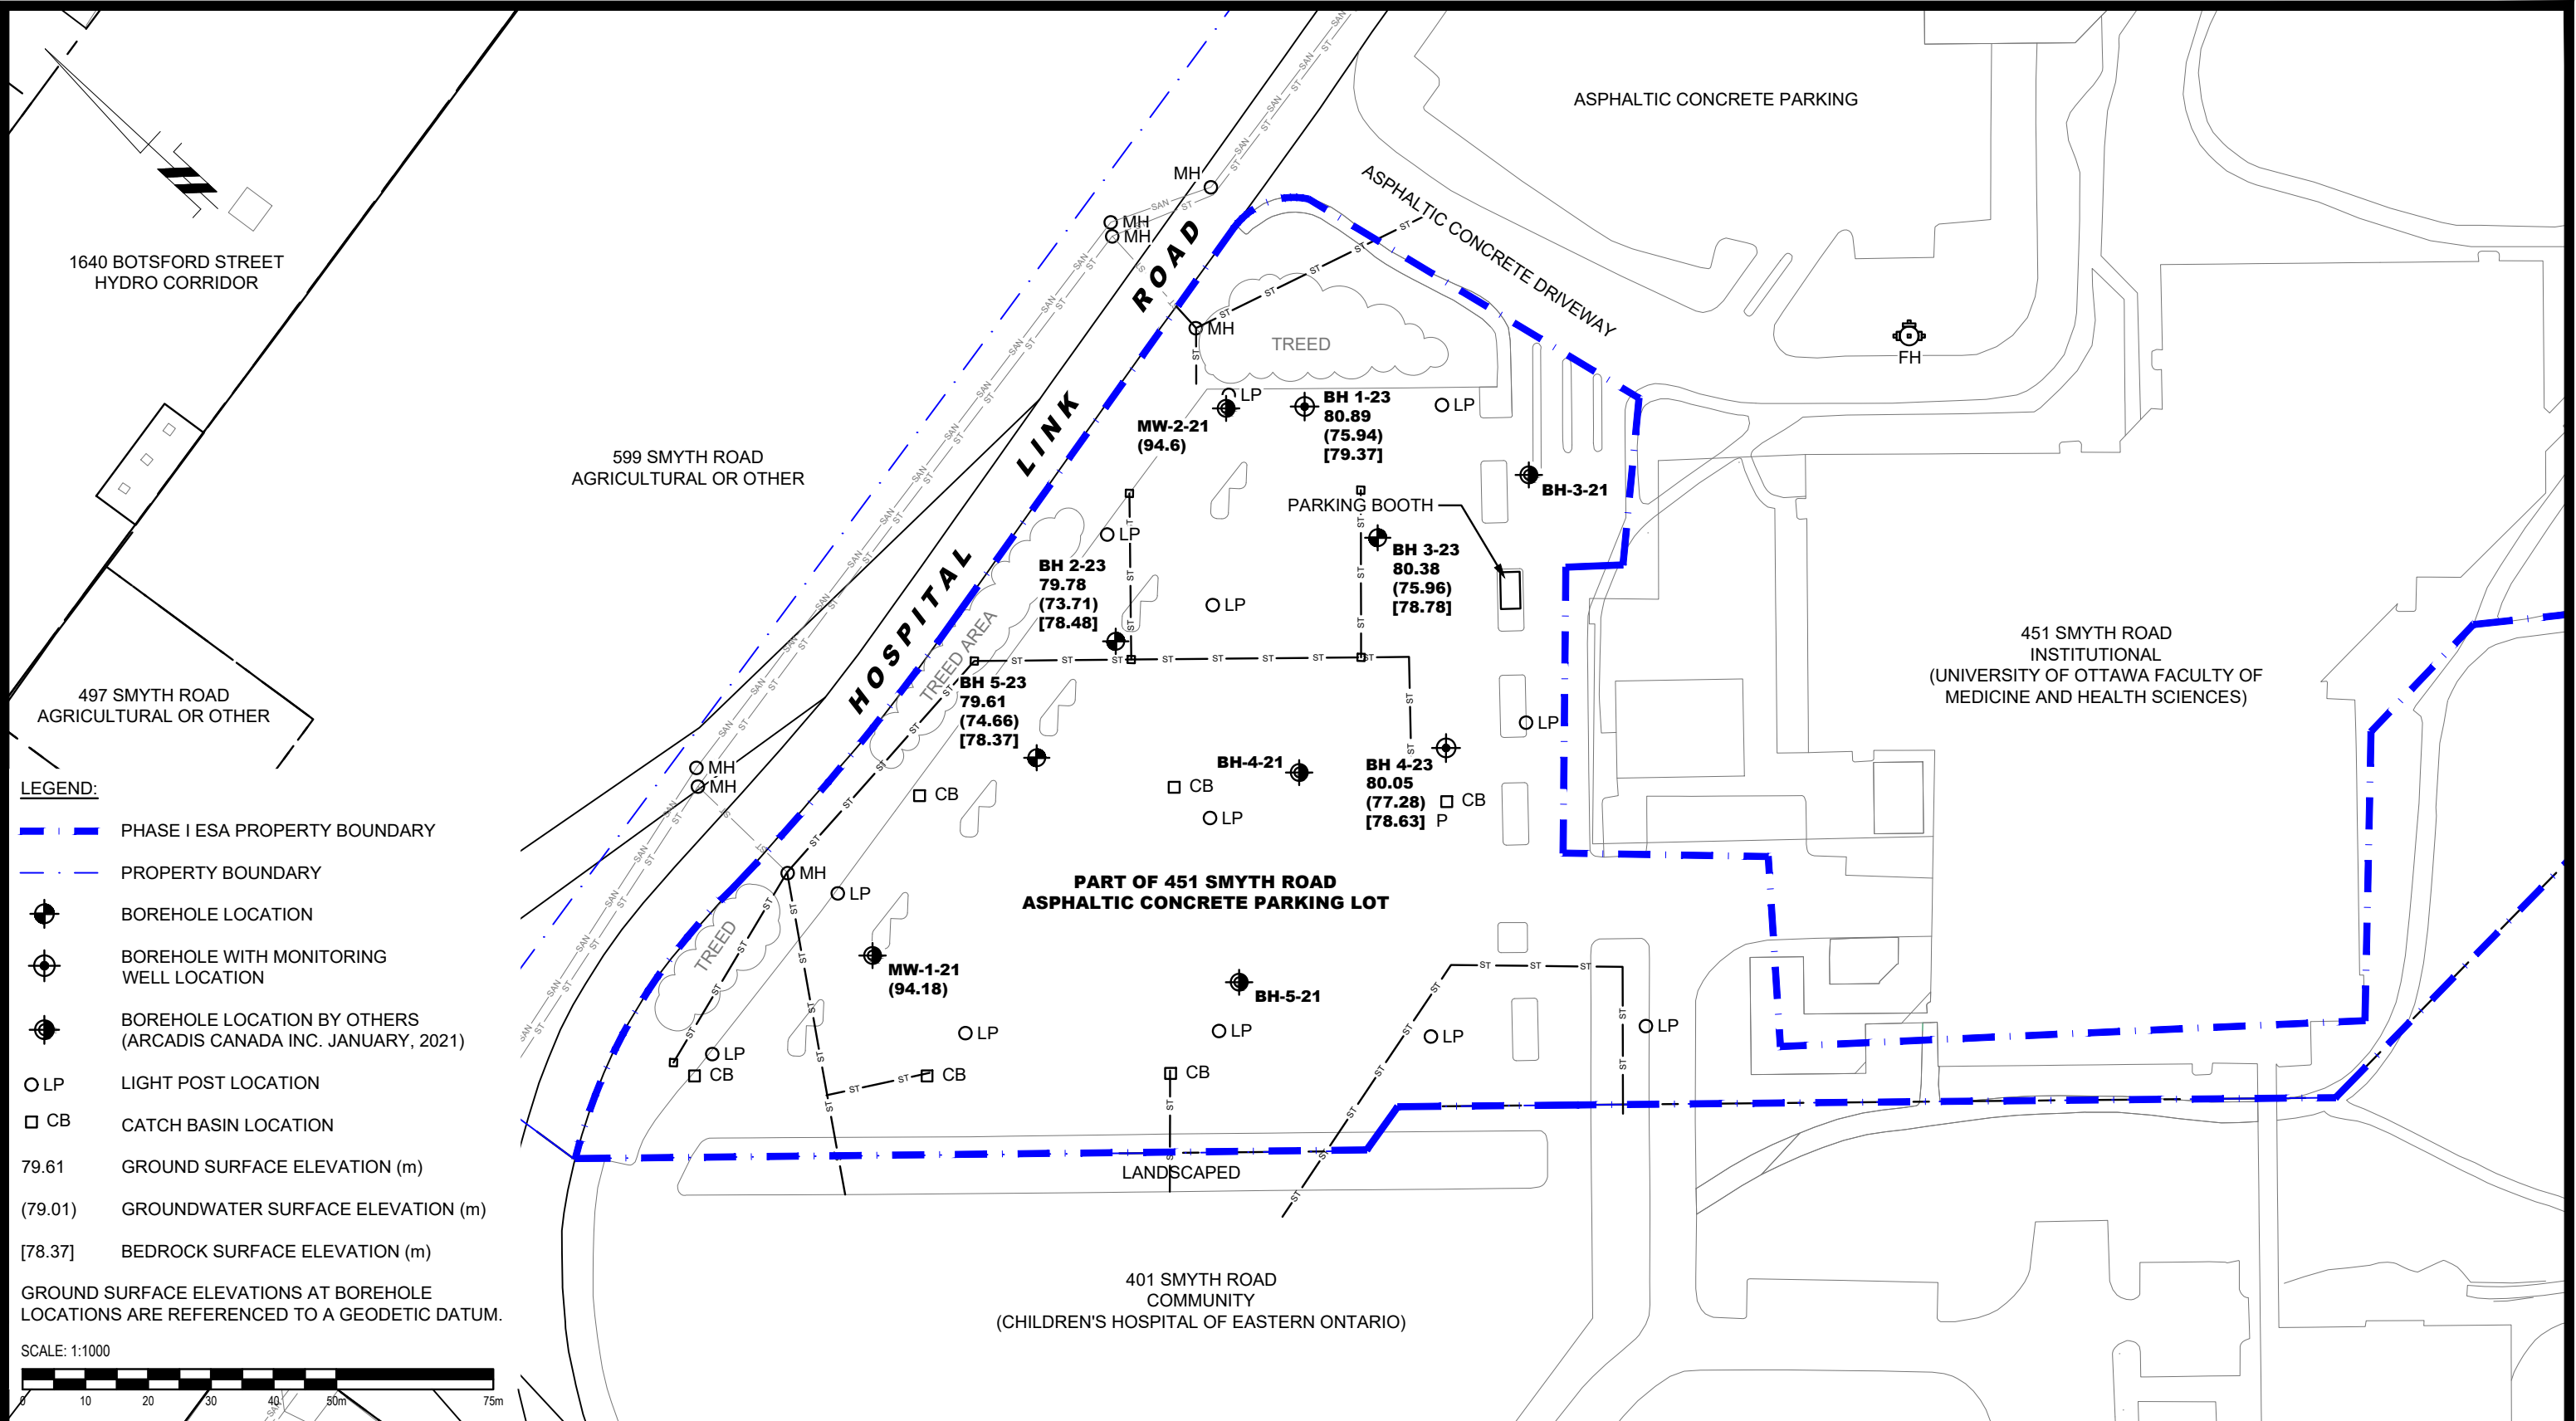 ASPHALTIC CONCRETE PARKING
ASPHALTIC CONCRETE DRIVEWAY
MH
MH
MH
MH
TREED
FH
1640 BOTSFORD STREET
HYDRO CORRIDOR
HOSPITAL LINK ROAD
LP
BH 1-23
80.89
(75.94)
[79.37]
LP
MW-2-21
(94.6)
599 SMYTH ROAD
AGRICULTURAL OR OTHER
BH-3-21
PARKING BOOTH
LP
BH 2-23
79.78
(73.71)
[78.48]
BH 3-23
80.38
(75.96)
[78.78]
LP
TREED AREA
451 SMYTH ROAD
INSTITUTIONAL
(UNIVERSITY OF OTTAWA FACULTY OF
MEDICINE AND HEALTH SCIENCES)
497 SMYTH ROAD
AGRICULTURAL OR OTHER
BH 5-23
79.61
(74.66)
[78.37]
LP
BH-4-21
BH 4-23
80.05
(77.28)
[78.63]
P
CB
MH
MH
CB
CB
LP
MH
LP
PART OF 451 SMYTH ROAD
ASPHALTIC CONCRETE PARKING LOT
TREED
MW-1-21
(94.18)
BH-5-21
LP
LP
LP
LP
LP
CB
CB
CB
LANDSCAPED
401 SMYTH ROAD
COMMUNITY
(CHILDREN'S HOSPITAL OF EASTERN ONTARIO)
LEGEND:
PHASE I ESA PROPERTY BOUNDARY
PROPERTY BOUNDARY
BOREHOLE LOCATION
BOREHOLE WITH MONITORING
WELL LOCATION
BOREHOLE LOCATION BY OTHERS
(ARCADIS CANADA INC. JANUARY, 2021)
LP LIGHT POST LOCATION
CB CATCH BASIN LOCATION
79.61 GROUND SURFACE ELEVATION (m)
(79.01) GROUNDWATER SURFACE ELEVATION (m)
[78.37] BEDROCK SURFACE ELEVATION (m)
GROUND SURFACE ELEVATIONS AT BOREHOLE
LOCATIONS ARE REFERENCED TO A GEODETIC DATUM.
SCALE: 1:1000
0 10 20 30 40 50m 75m